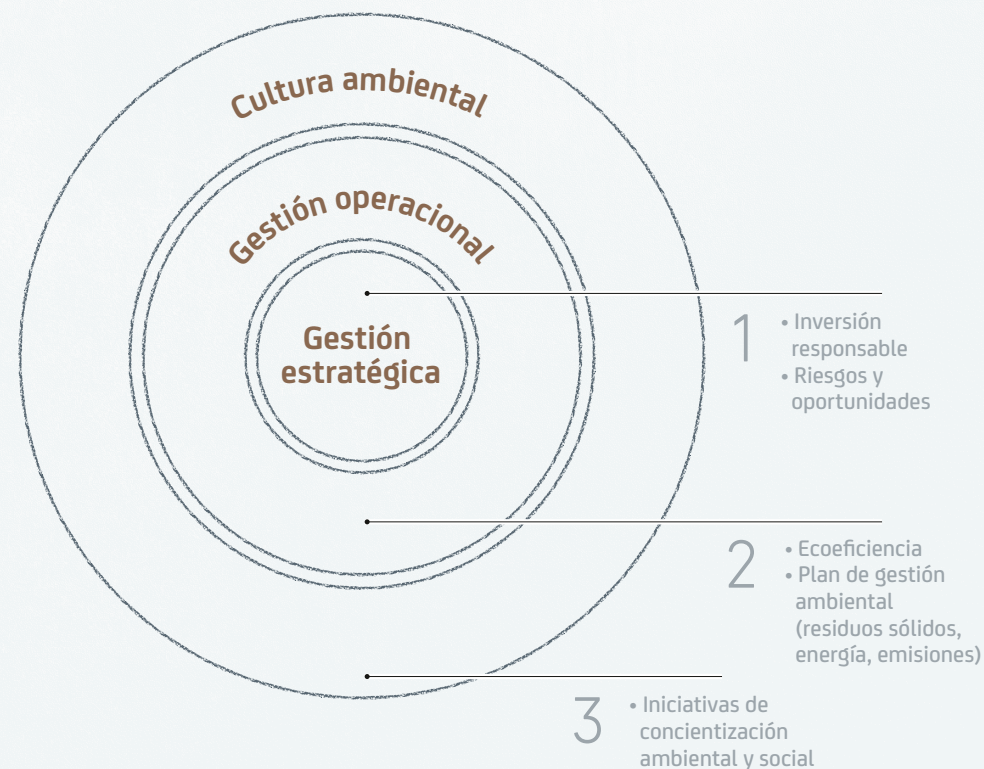 Cultura ambiental
Gestión operacional
Gestión
estratégica
1
• Inversión
responsable
• Riesgos y
oportunidades
2
• Ecoeficiencia
• Plan de gestión
ambiental
(residuos sólidos,
energía, emisiones)
3
• Iniciativas de
concientización
ambiental y social